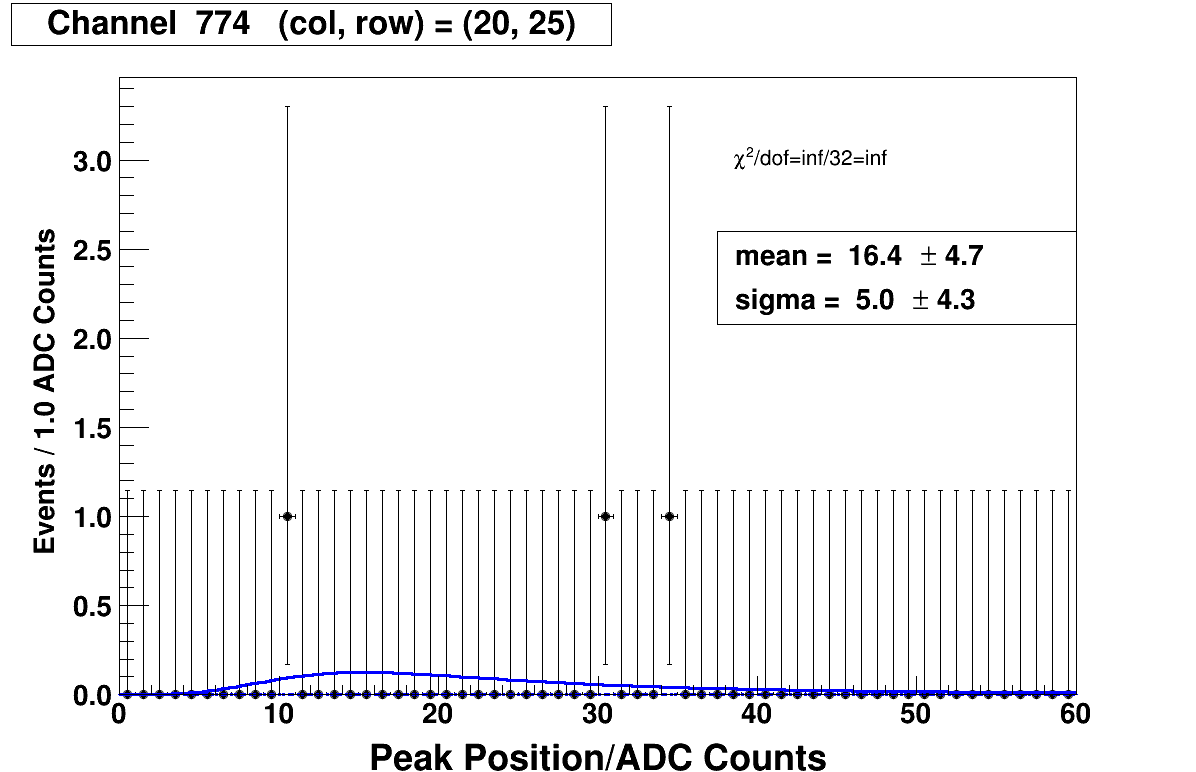 Channel 774 (col, row) = (20, 25)
3.0
χ²/dof=inf/32=inf
2.5
mean = 16.4 ± 4.7
sigma = 5.0 ± 4.3
2.0
1.5
1.0
0.5
0.0
Events / 1.0 ADC Counts
0 10 20 30 40 50 60
Peak Position/ADC Counts